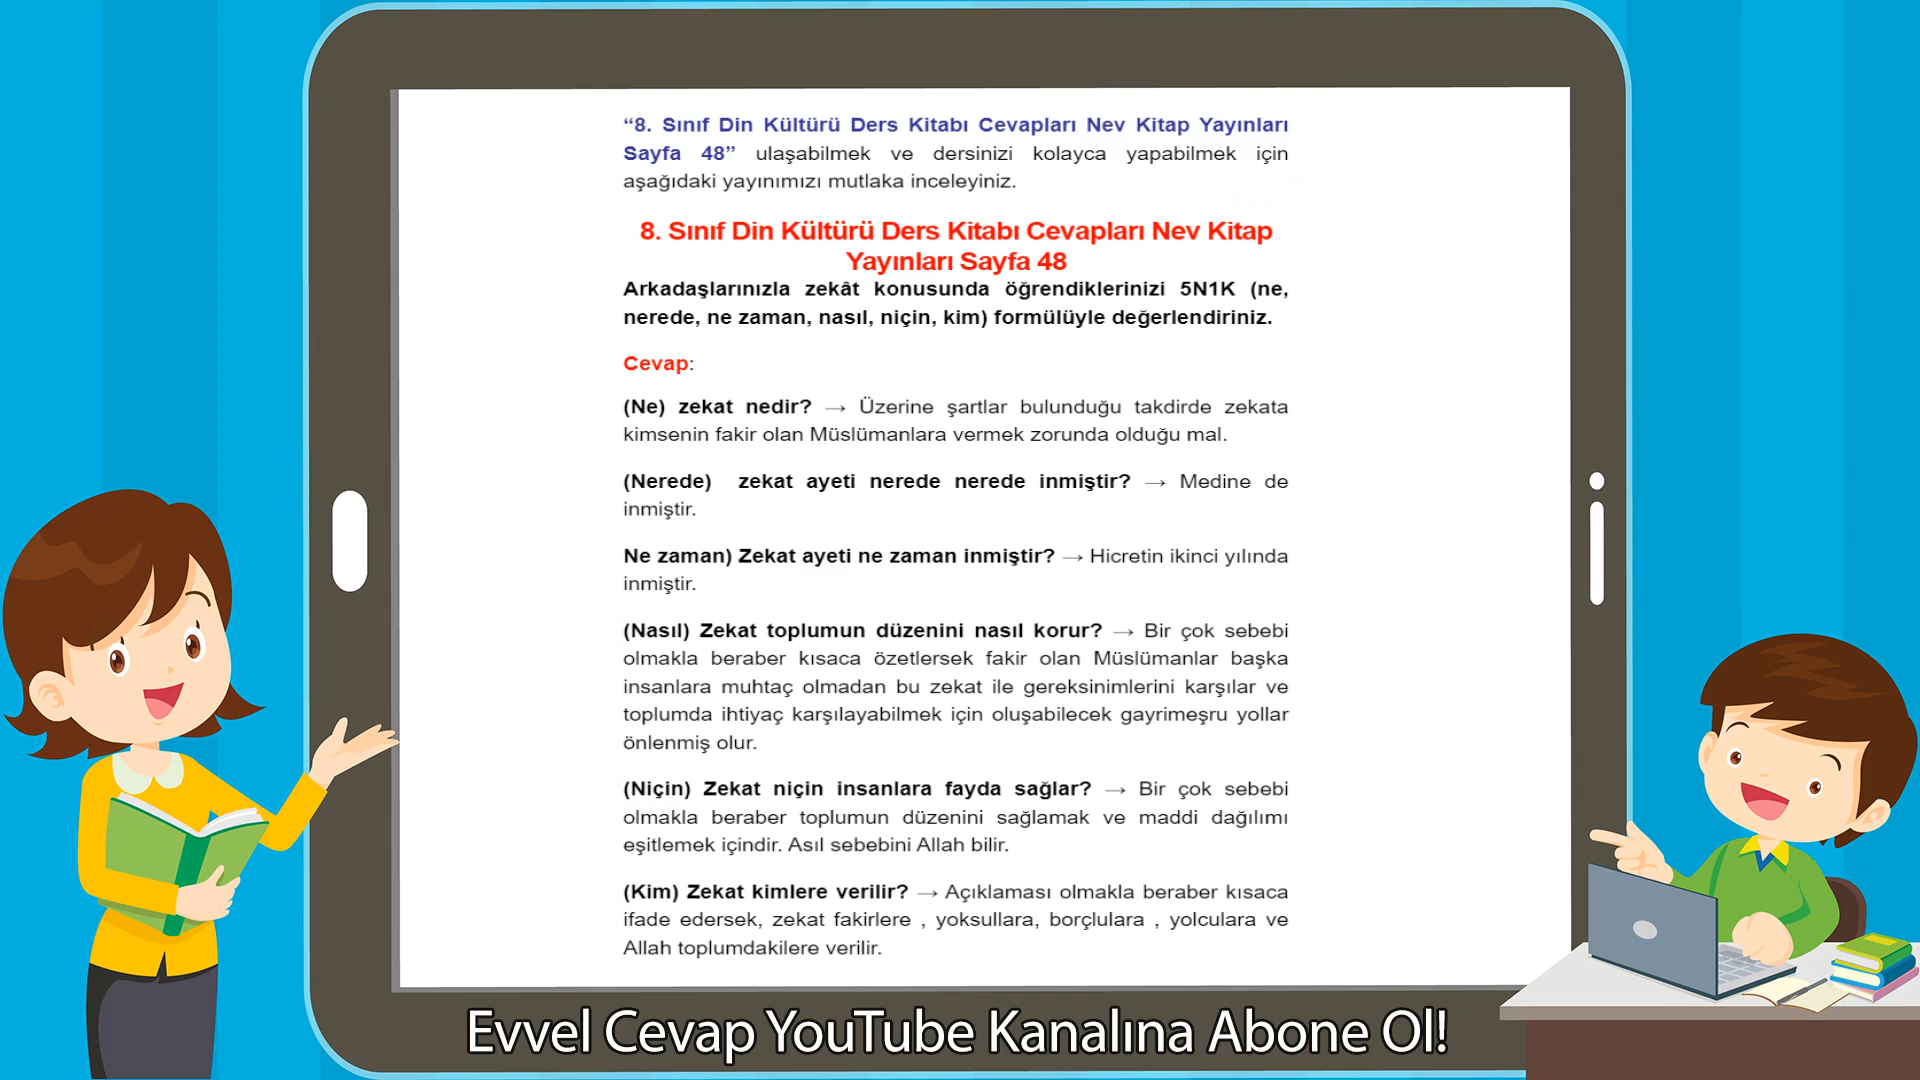 “8. Sınıf Din Kültürü Ders Kitabı Cevapları Nev Kitap Yayınları
Sayfa 48” ulaşabilmek ve dersinizi kolayca yapabilmek için
aşağıdaki yayınımızı mutlaka inceleyiniz.
8. Sınıf Din Kültürü Ders Kitabı Cevapları Nev Kitap
Yayınları Sayfa 48
Arkadaşlarınızla zekât konusunda öğrendiklerinizi 5N1K (ne,
nerede, ne zaman, nasıl, niçin, kim) formülüyle değerlendiriniz.
Cevap:
(Ne) zekat nedir? → Üzerine şartlar bulunduğu takdirde zekata
kimsenin fakir olan Müslümanlara vermek zorunda olduğu mal.
(Nerede) zekat ayeti nerede nerede inmiştir? → Medine de
inmiştir.
Ne zaman) Zekat ayeti ne zaman inmiştir? → Hicretin ikinci yılında
inmiştir.
(Nasıl) Zekat toplumun düzenini nasıl korur? → Bir çok sebebi
olmakla beraber kısaca özetlersek fakir olan Müslümanlar başka
insanlara muhtaç olmadan bu zekat ile gereksinimlerini karşılar ve
toplumda ihtiyaç karşılayabilmek için oluşabilecek gayrimeşru yollar
önlenmiş olur.
(Niçin) Zekat niçin insanlara fayda sağlar? → Bir çok sebebi
olmakla beraber toplumun düzenini sağlamak ve maddi dağılımı
eşitlemek içindir. Asıl sebebini Allah bilir.
(Kim) Zekat kimlere verilir? → Açıklaması olmakla beraber kısaca
ifade edersek, zekat fakirlere , yoksullara, borçlulara , yolculara ve
Allah toplumdakilere verilir.
Evvel Cevap YouTube Kanalına Abone Ol!